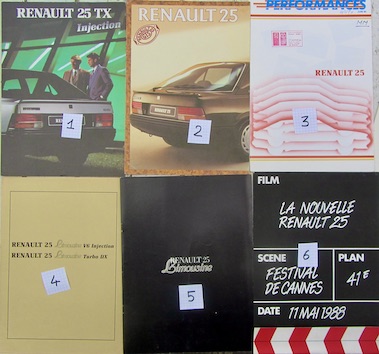 RENAULT 25 TX
Injection
1
RENAULT 25
2
PERFORMANCES
RENAULT 25
3
RENAULT 25 Limousine V6 Injection
RENAULT 25 Limousine Turbo DX
4
RENAULT 25
Limousine
5
FILM
LA NOUVELLE
RENAULT 25
SCENE
6
PLAN
FESTIVAL
DE CANNES
41E
DATE 11 MAI 1988